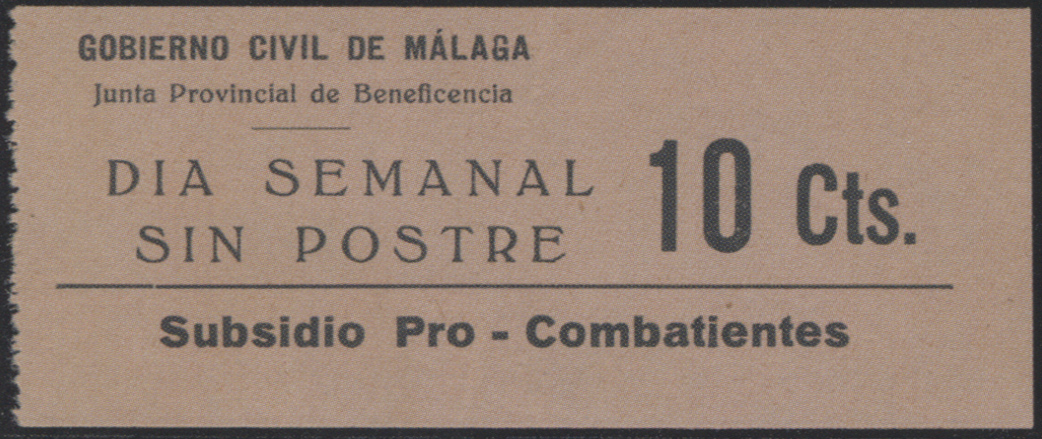 GOBIERNO CIVIL DE MÁLAGA
Junta Provincial de Beneficencia
DIA SEMANAL
SIN POSTRE
10 Cts.
Subsidio Pro - Combatientes